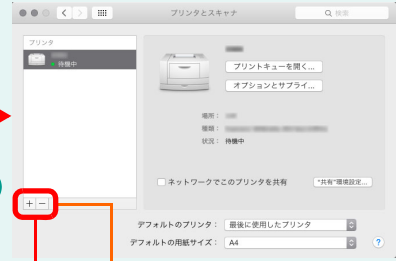 プリンタとスキャナ
検索
プリンタ
待機中
プリントキューを開く...
オプションとサプライ...
場所：
種類：
状況： 待機中
ネットワークでこのプリンタを共有
"共有"環境設定...
+ −
デフォルトのプリンタ： 最後に使用したプリンタ
デフォルトの用紙サイズ： A4
?